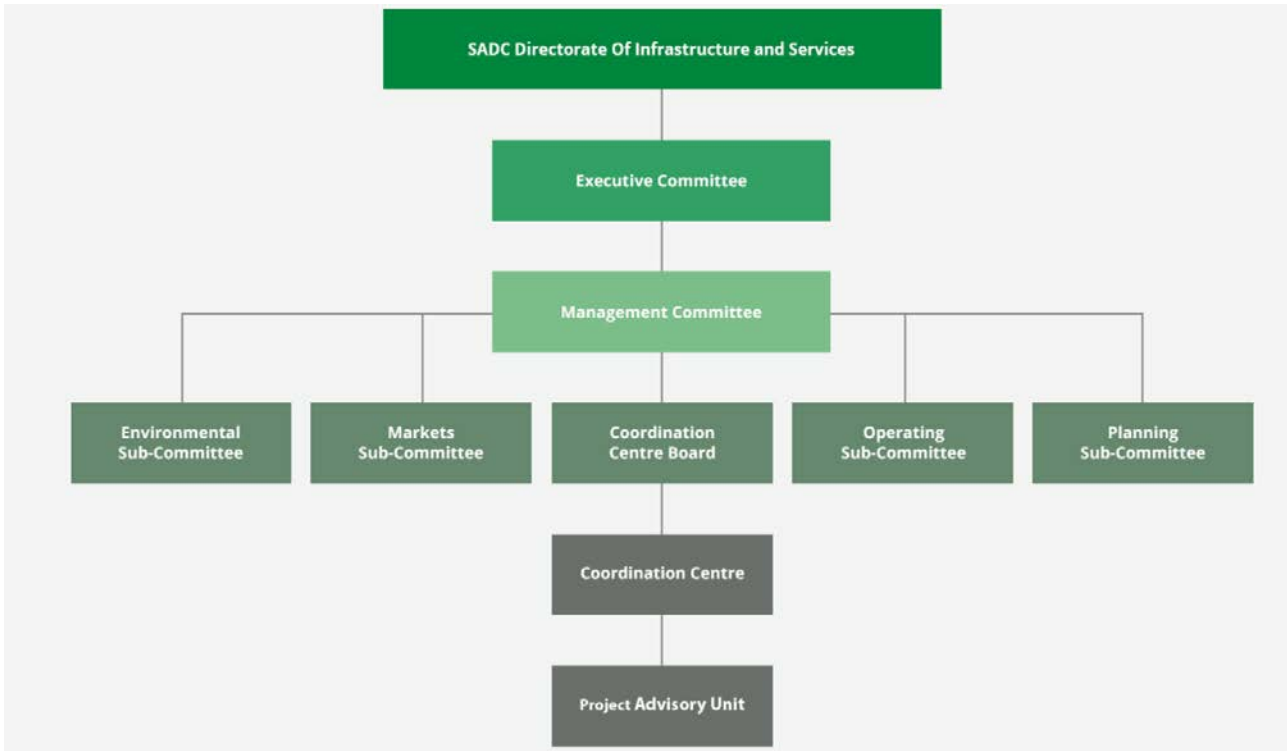 SADC Directorate Of Infrastructure and Services
Executive Committee
Management Committee
Environmental
Sub-Committee
Markets
Sub-Committee
Coordination
Centre Board
Operating
Sub-Committee
Planning
Sub-Committee
Coordination Centre
Project Advisory Unit